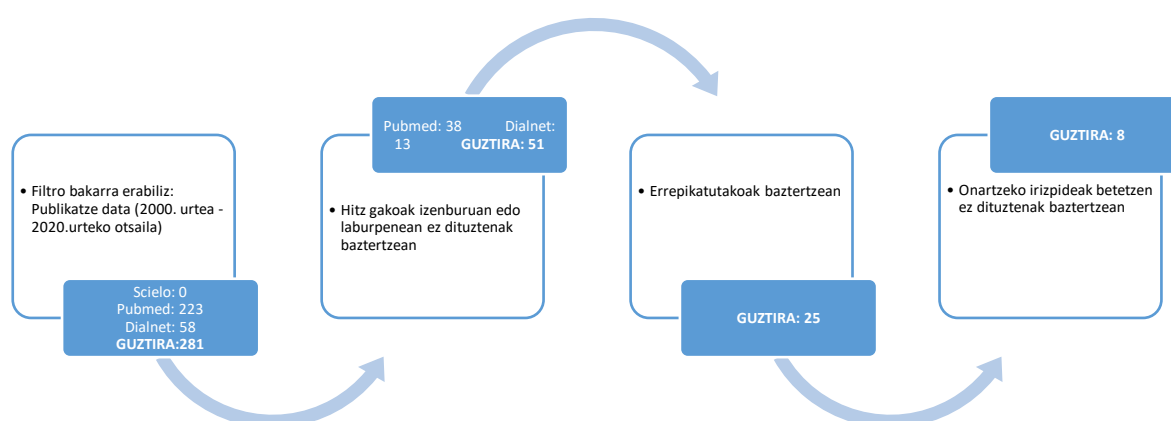 • Filtro bakarra erabiliz:
Publikatze data (2000. urtea -
2020.urteko otsaila)
Scielo: 0
Pubmed: 223
Dialnet: 58
GUZTIRA:281
Pubmed: 38 Dialnet:
13 GUZTIRA: 51
• Hitz gakoak izenburuan edo
laburpenean ez dituztenak
baztertzean
• Errepikatutakoak baztertzean
GUZTIRA: 25
GUZTIRA: 8
• Onartzeko irizpideak betetzen
ez dituztenak baztertzean